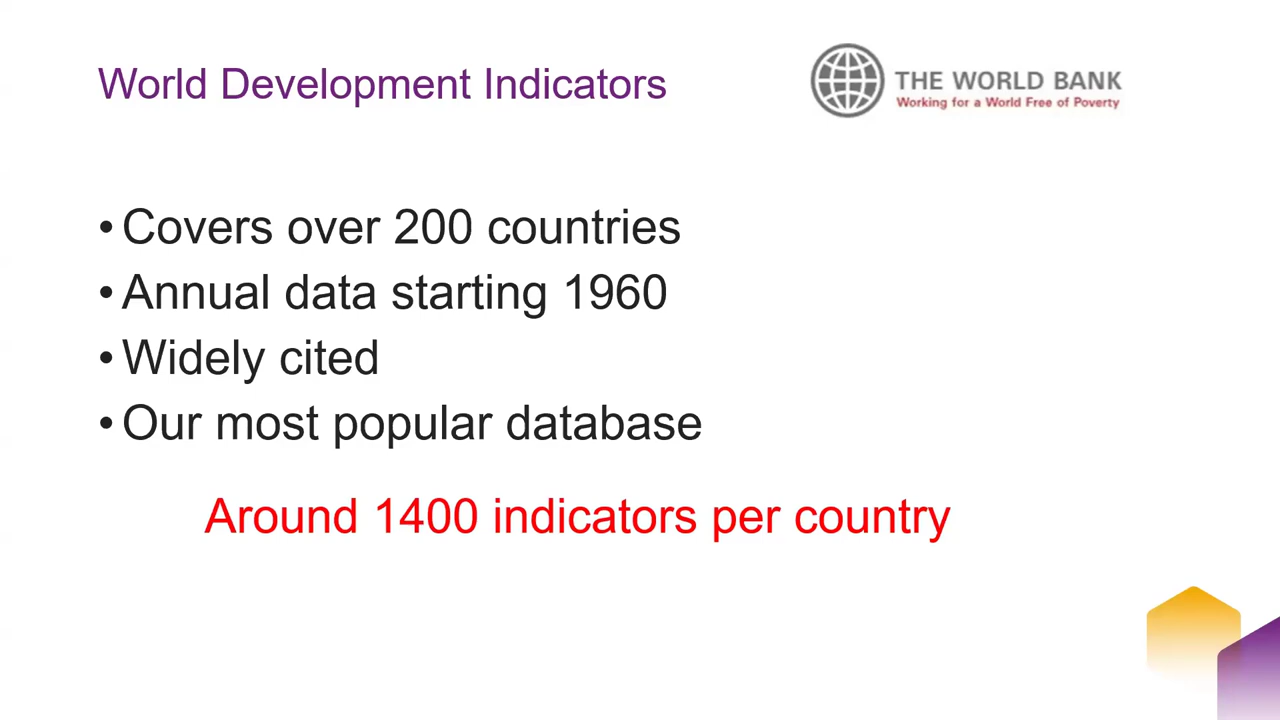 World Development Indicators
THE WORLD BANK
Working for a World Free of Poverty
• Covers over 200 countries
• Annual data starting 1960
• Widely cited
• Our most popular database
Around 1400 indicators per country